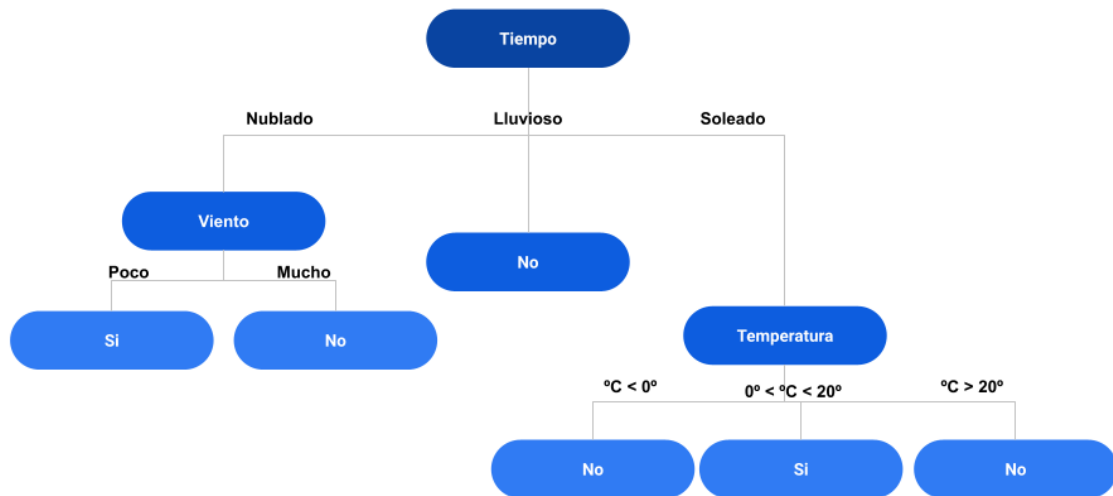 Tiempo
Nublado
Lluvioso
Soleado
Viento
No
Poco
Mucho
Si
No
Temperatura
ºC < 0º
0º < ºC < 20º
ºC > 20º
No
Si
No